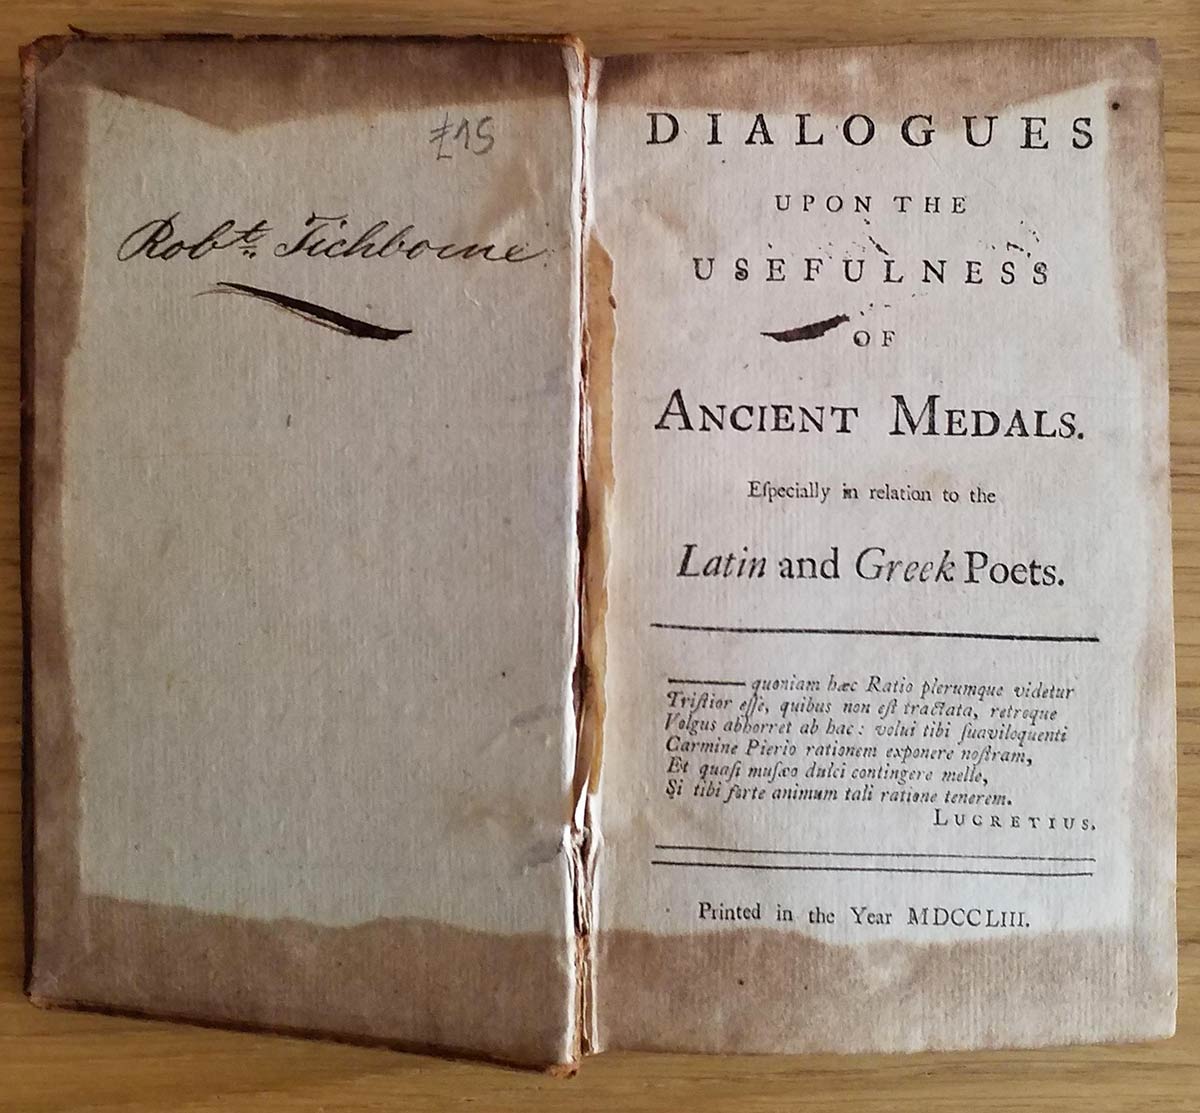 £15
Robt. Tichborne
DIALOGUES
UPON THE
USEFULNESS
OF
ANCIENT MEDALS.
Eſpecially in relation to the
Latin and Greek Poets.
quoniam hæc Ratio plerumque videtur
Triſtior eſſe, quibus non eſt tractata, retroque
Volgus abhorret ab hac: volui tibi ſuaviloquenti
Carmine Pierio rationem exponere noſtram,
Et quaſi muſæo dulci contingere melle,
Si tibi forte animum tali ratione tenerem.
LUCRETIUS.
Printed in the Year MDCCLIII.